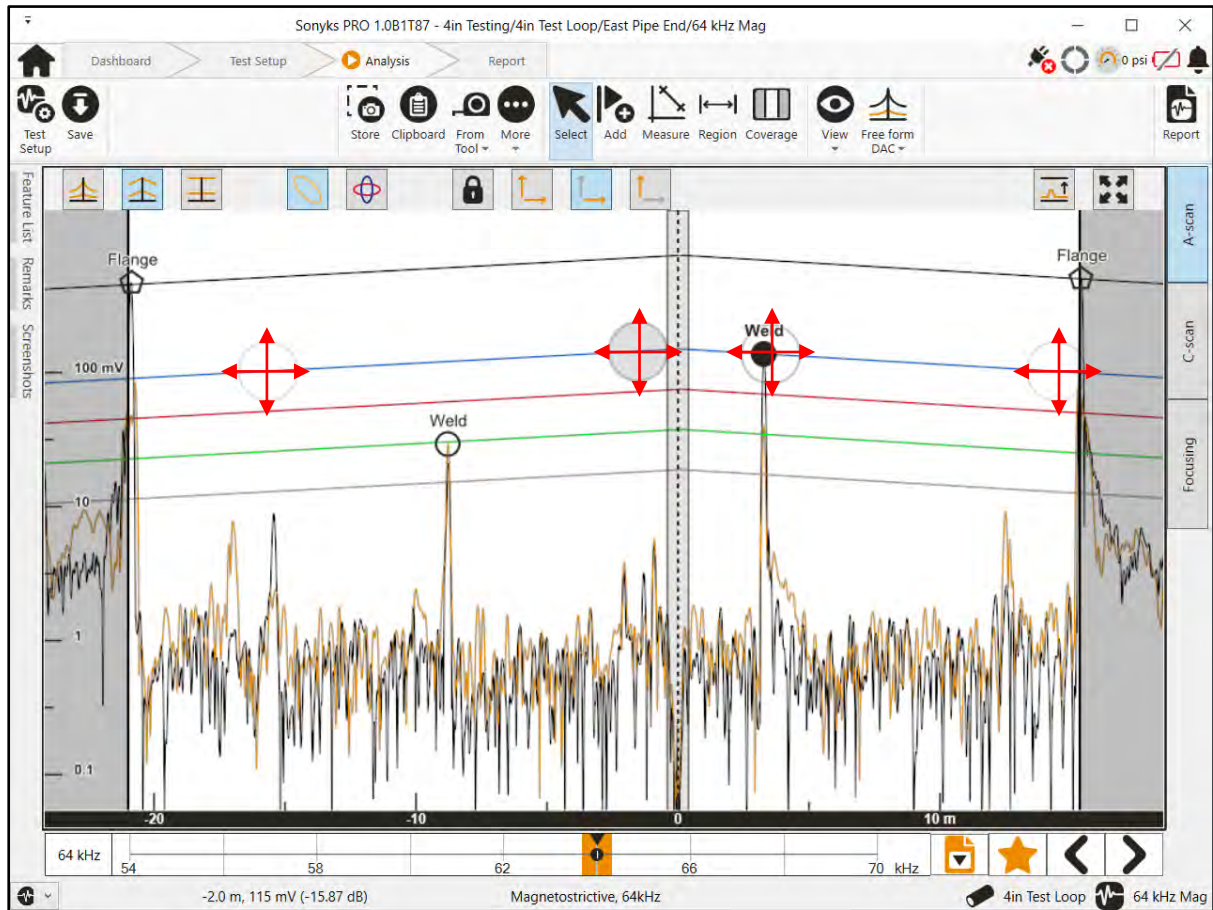 Sonyks PRO 1.0B1T87 - 4in Testing/4in Test Loop/East Pipe End/64 kHz Mag
Dashboard
Test Setup
Analysis
Report
0 psi
Test
Setup
Save
Store
Clipboard
From
Tool
More
Select
Add
Measure
Region
Coverage
View
Free form
DAC
Report
Feature List
Remarks
Screenshots
A-scan
C-scan
Focusing
Flange
Flange
Weld
Weld
100 mV
10
1
0.1
-20
-10
0
10 m
64 kHz
54
58
62
66
70 kHz
-2.0 m, 115 mV (-15.87 dB)
Magnetostrictive, 64kHz
4in Test Loop
64 kHz Mag